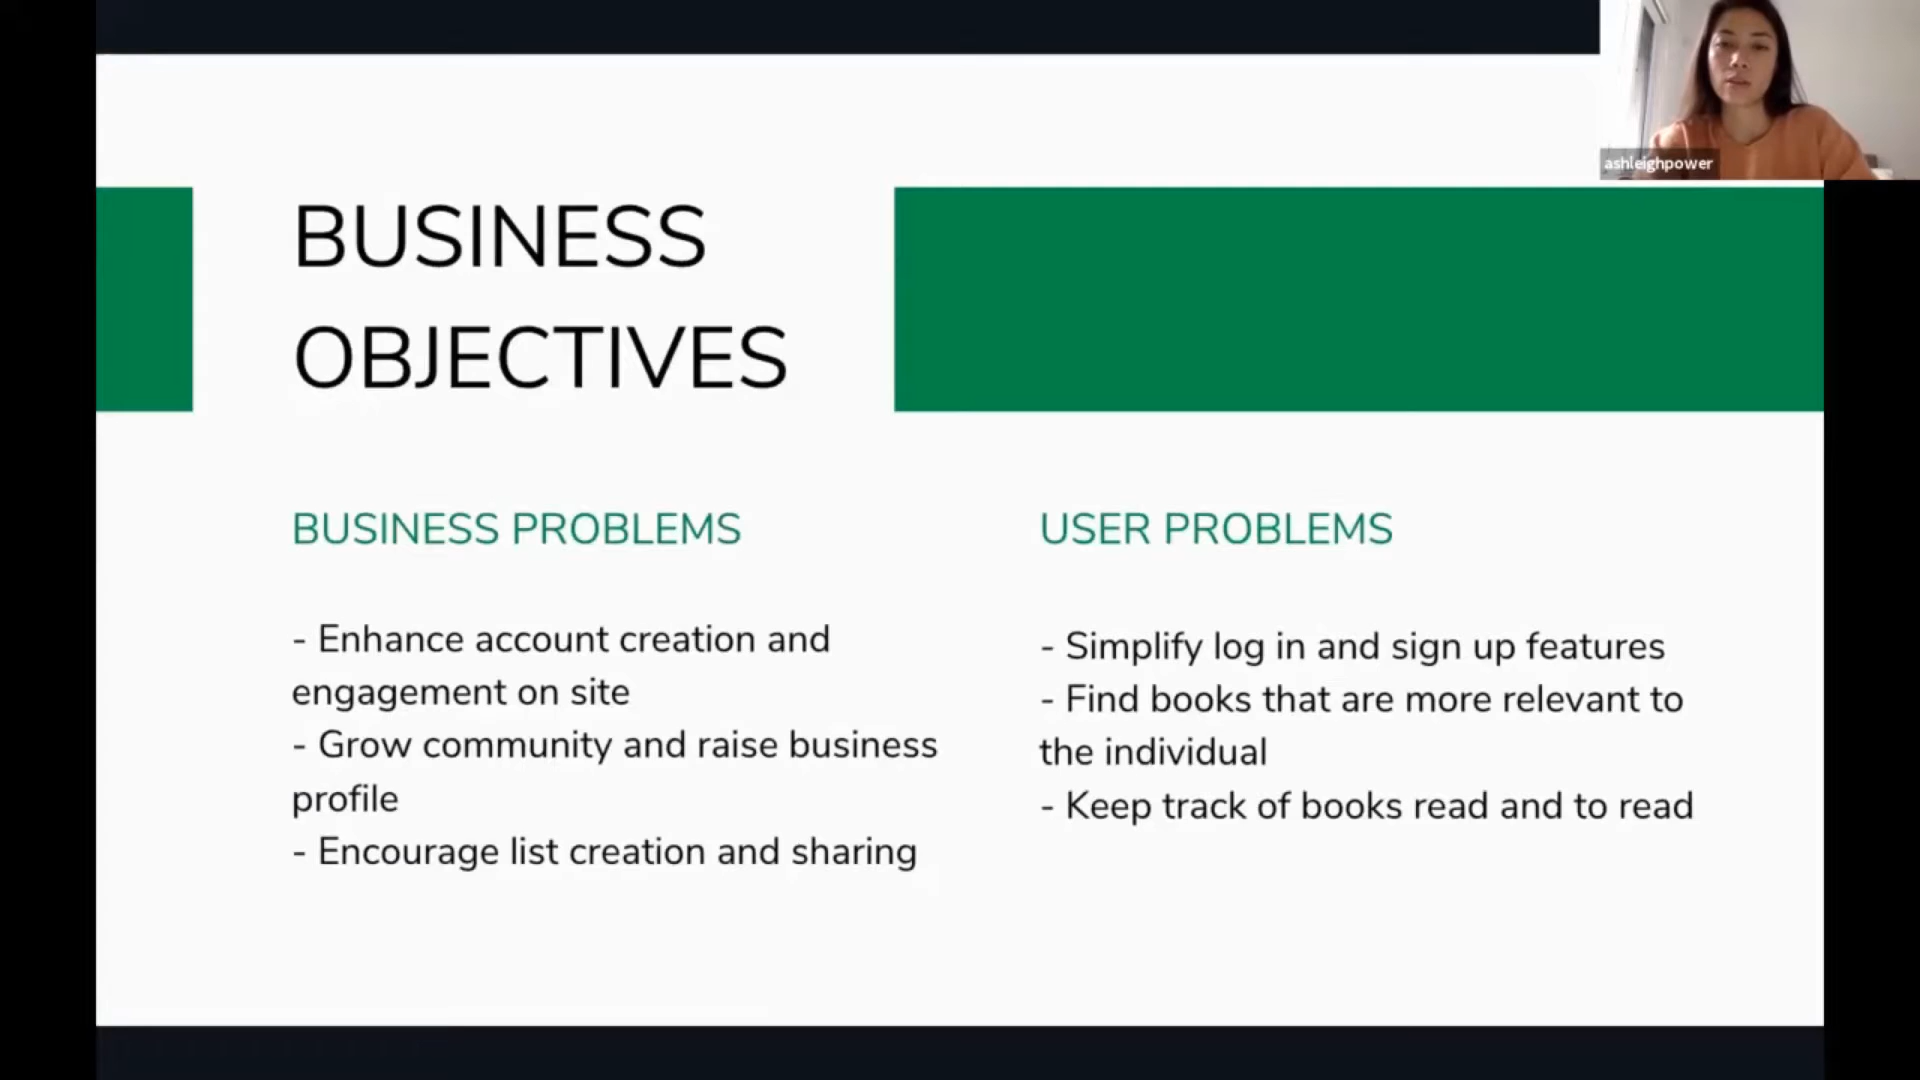 ashleighpower
BUSINESS
OBJECTIVES
BUSINESS PROBLEMS
- Enhance account creation and
engagement on site
- Grow community and raise business
profile
- Encourage list creation and sharing
USER PROBLEMS
- Simplify log in and sign up features
- Find books that are more relevant to
the individual
- Keep track of books read and to read